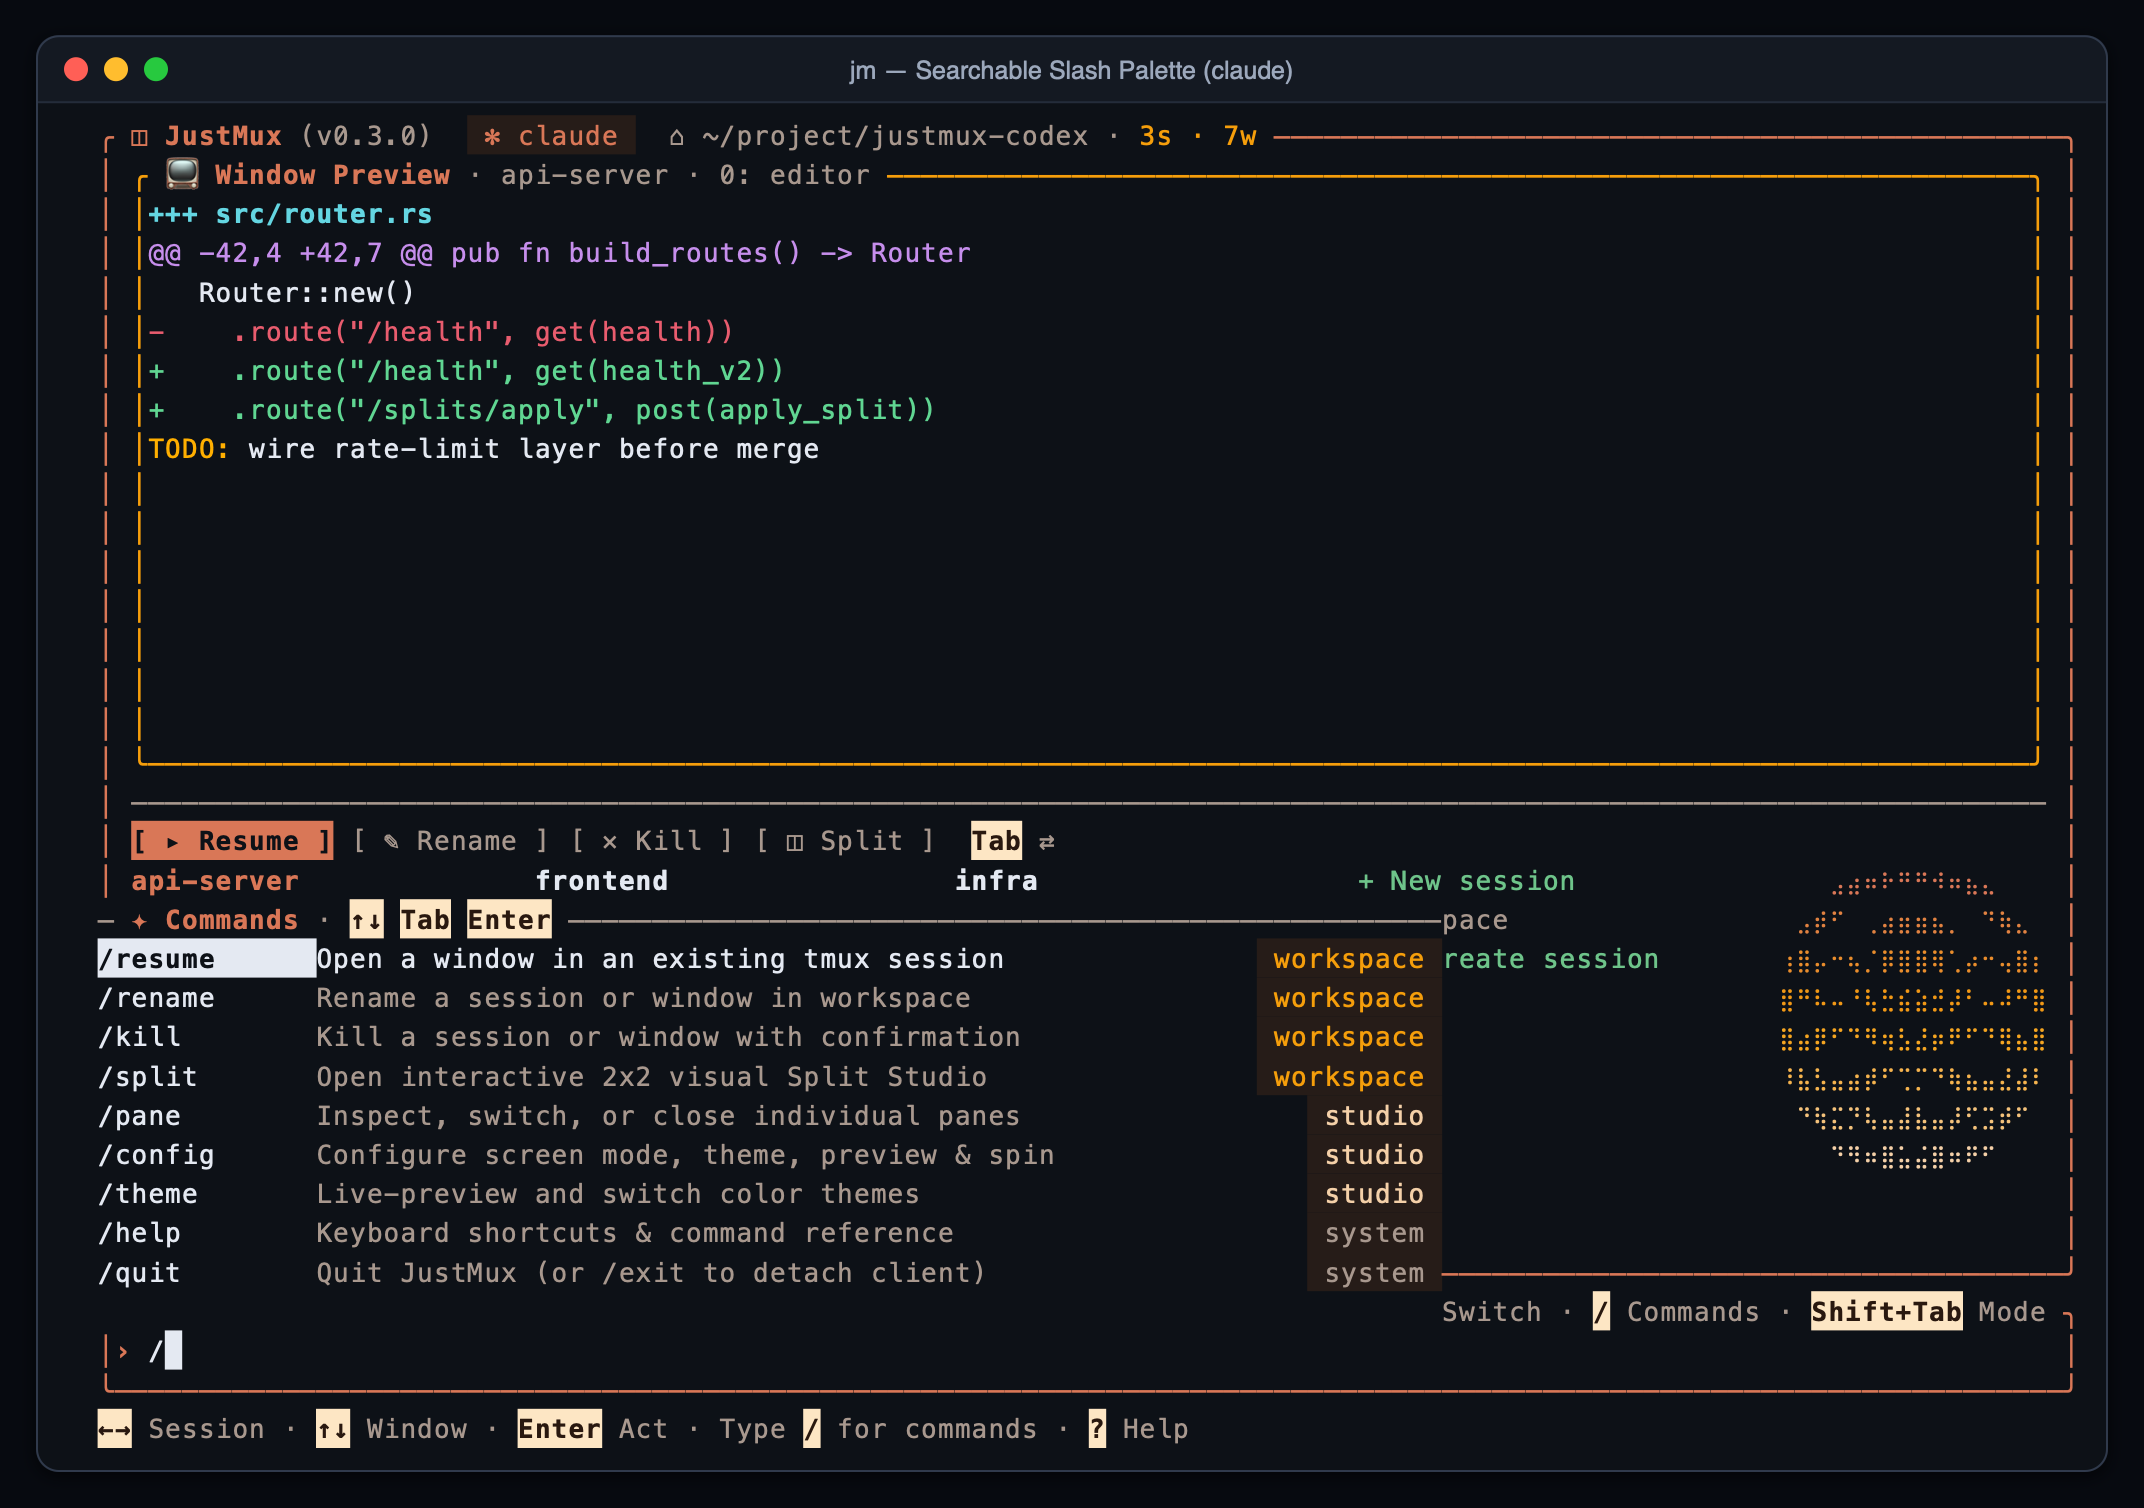 jm — Searchable Slash Palette (claude)
◫ JustMux (v0.3.0) ✻ claude ⌂ ~/project/justmux-codex · 3s · 7w
📺 Window Preview · api-server · 0: editor
+++ src/router.rs
@@ -42,4 +42,7 @@ pub fn build_routes() -> Router
Router::new()
-    .route("/health", get(health))
+    .route("/health", get(health_v2))
+    .route("/splits/apply", post(apply_split))
TODO: wire rate-limit layer before merge
[ ▸ Resume ] [ ✎ Rename ] [ × Kill ] [ ◫ Split ] Tab ⇄
api-server frontend infra + New session
— ✦ Commands · ↑↓ Tab Enter pace
/resume Open a window in an existing tmux session workspace reate session
/rename Rename a session or window in workspace workspace
/kill Kill a session or window with confirmation workspace
/split Open interactive 2x2 visual Split Studio workspace
/pane Inspect, switch, or close individual panes studio
/config Configure screen mode, theme, preview & spin studio
/theme Live-preview and switch color themes studio
/help Keyboard shortcuts & command reference system
/quit Quit JustMux (or /exit to detach client) system
Switch · / Commands · Shift+Tab Mode
› /
←→ Session · ↑↓ Window · Enter Act · Type / for commands · ? Help